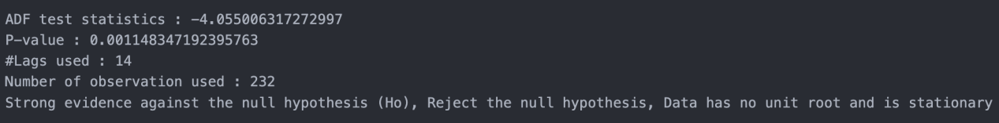 ADF test statistics : -4.055006317272997
P-value : 0.001148347192395763
#Lags used : 14
Number of observation used : 232
Strong evidence against the null hypothesis (Ho), Reject the null hypothesis, Data has no unit root and is stationary